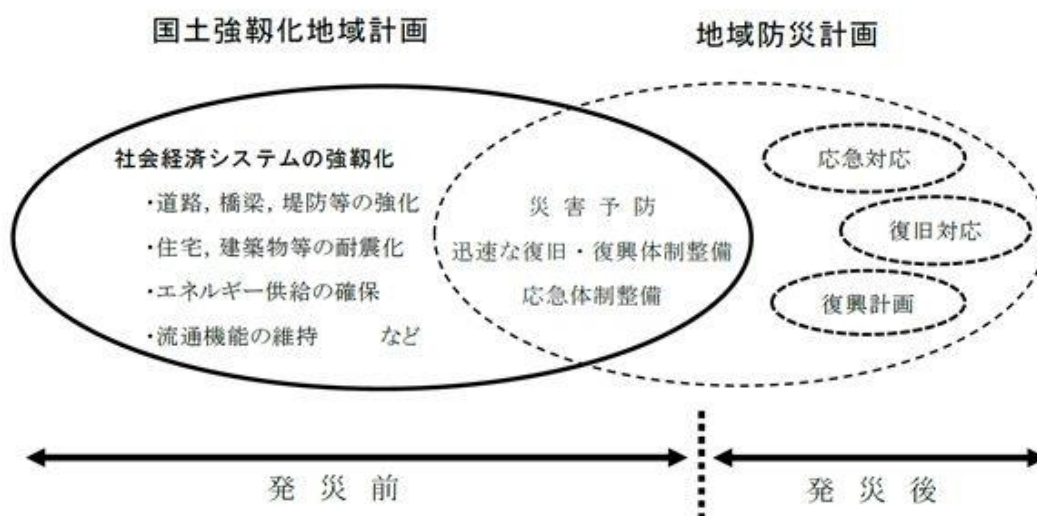 国土強靱化地域計画
地域防災計画
社会経済システムの強靱化
・道路, 橋梁, 堤防等の強化
・住宅, 建築物等の耐震化
・エネルギー供給の確保
・流通機能の維持　　など
災 害 予 防
迅速な復旧・復興体制整備
応急体制整備
応急対応
復旧対応
復興計画
発 災 前
発 災 後